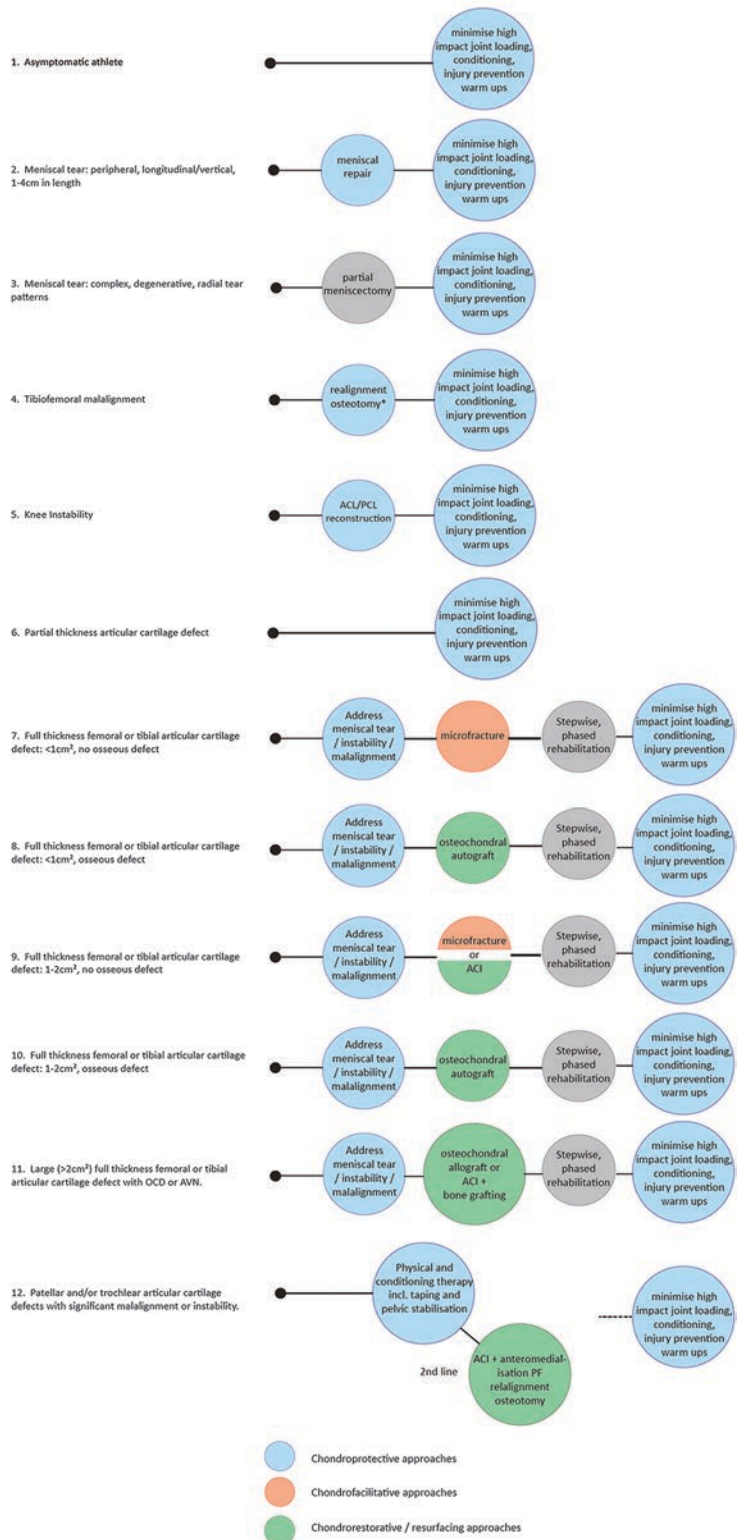 minimise high
impact joint loading,
conditioning,
injury prevention
warm ups
1. Asymptomatic athlete
minimise high
impact joint loading,
conditioning,
injury prevention
warm ups
meniscal
repair
2. Meniscal tear: peripheral, longitudinal/vertical,
1-4cm in length
minimise high
impact joint loading,
conditioning,
injury prevention
warm ups
partial
meniscectomy
3. Meniscal tear: complex, degenerative, radial tear
patterns
minimise high
impact joint loading,
conditioning,
injury prevention
warm ups
realignment
osteotomy*
4. Tibiofemoral malalignment
minimise high
impact joint loading,
conditioning,
injury prevention
warm ups
ACL/PCL
reconstruction
5. Knee Instability
minimise high
impact joint loading,
conditioning,
injury prevention
warm ups
6. Partial thickness articular cartilage defect
7. Full thickness femoral or tibial articular cartilage
defect: <1cm², no osseous defect
Address
meniscal tear
/ instability /
malalignment
microfracture
Stepwise,
phased
rehabilitation
minimise high
impact joint loading,
conditioning,
injury prevention
warm ups
8. Full thickness femoral or tibial articular cartilage
defect: <1cm², osseous defect
Address
meniscal tear
/ instability /
malalignment
osteochondral
autograft
Stepwise,
phased
rehabilitation
minimise high
impact joint loading,
conditioning,
injury prevention
warm ups
9. Full thickness femoral or tibial articular cartilage
defect: 1-2cm², no osseous defect
Address
meniscal tear
/ instability /
malalignment
microfracture
or
ACI
Stepwise,
phased
rehabilitation
minimise high
impact joint loading,
conditioning,
injury prevention
warm ups
10. Full thickness femoral or tibial articular cartilage
defect: 1-2cm², osseous defect
Address
meniscal tear
/ instability /
malalignment
osteochondral
autograft
Stepwise,
phased
rehabilitation
minimise high
impact joint loading,
conditioning,
injury prevention
warm ups
11. Large (>2cm²) full thickness femoral or tibial
articular cartilage defect with OCD or AVN.
Address
meniscal tear
/ instability /
malalignment
osteochondral
allograft or
ACI +
bone grafting
Stepwise,
phased
rehabilitation
minimise high
impact joint loading,
conditioning,
injury prevention
warm ups
12. Patellar and/or trochlear articular cartilage
defects with significant malalignment or instability.
Physical and
conditioning therapy
incl. taping and
pelvic stabilisation
minimise high
impact joint loading,
conditioning,
injury prevention
warm ups
2nd line
ACI + anteromedial-
isation PF
relalignment
osteotomy
Chondroprotective approaches
Chondrofacilitative approaches
Chondrorestorative / resurfacing approaches